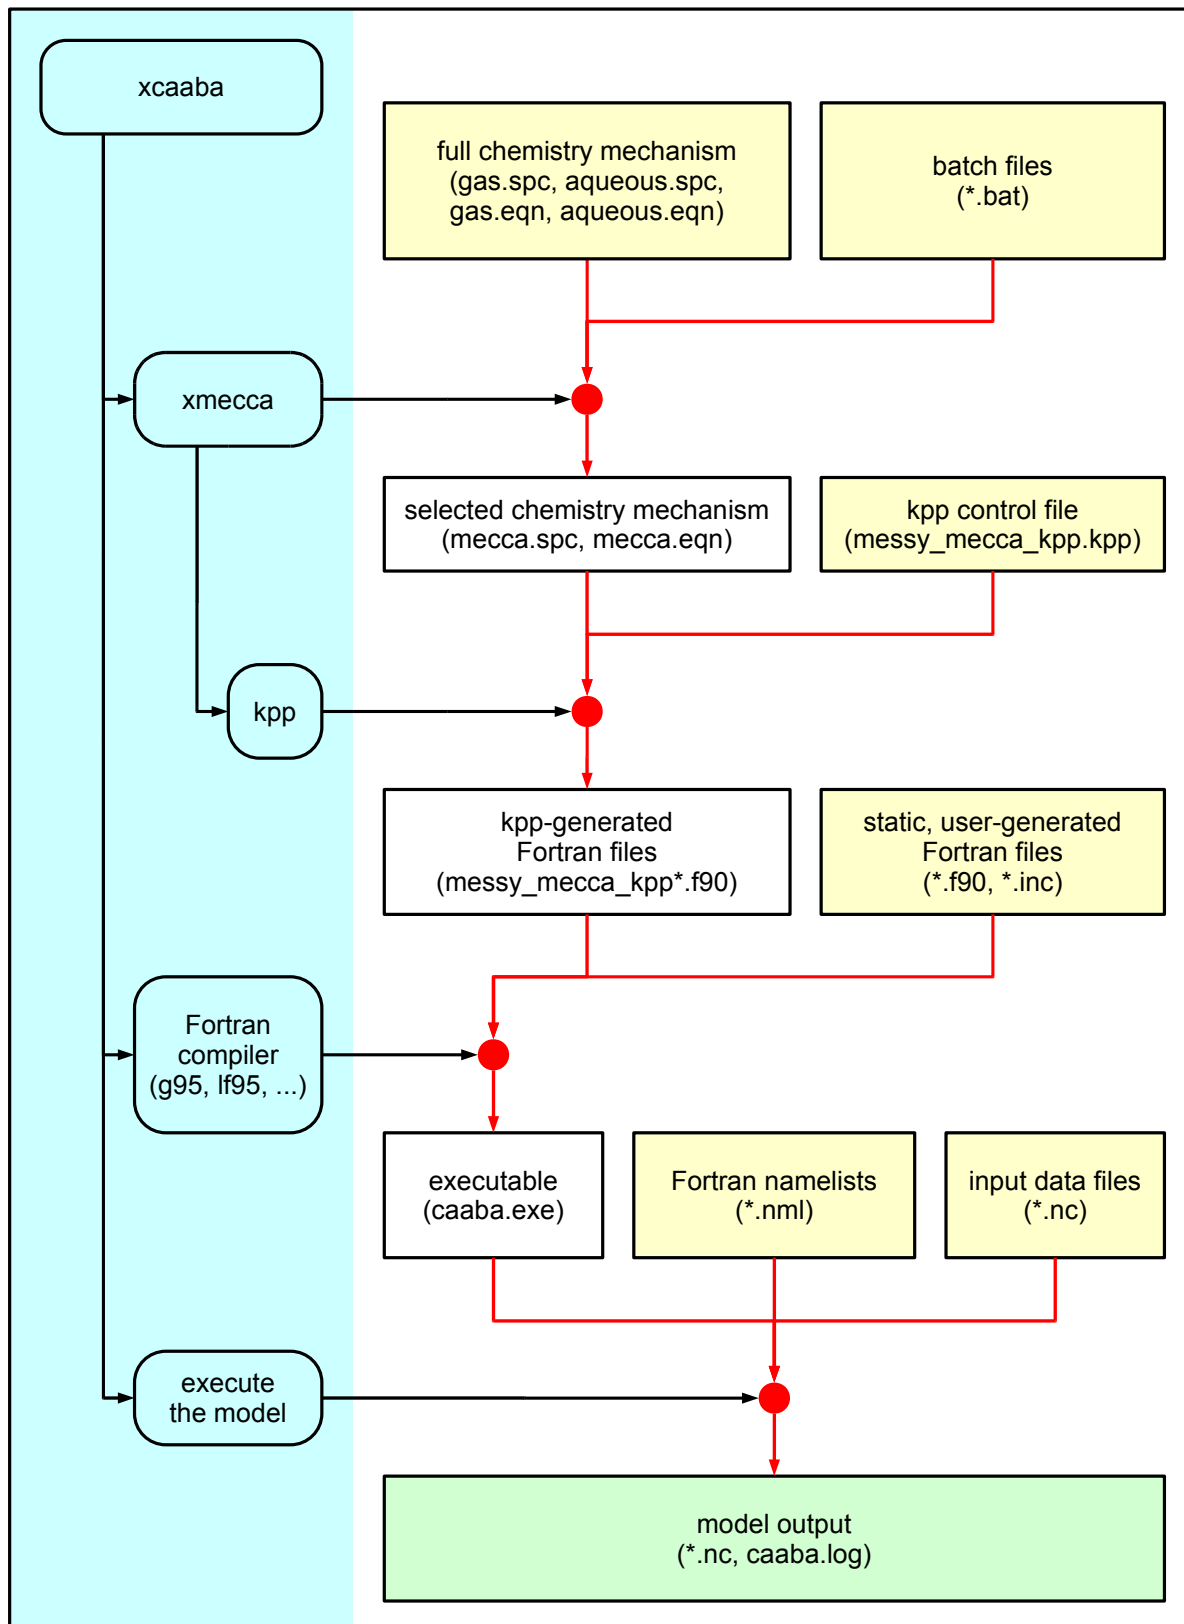 xcaaba
full chemistry mechanism
(gas.spc, aqueous.spc,
gas.eqn, aqueous.eqn)
batch files
(*.bat)
xmecca
selected chemistry mechanism
(mecca.spc, mecca.eqn)
kpp control file
(messy_mecca_kpp.kpp)
kpp
kpp-generated
Fortran files
(messy_mecca_kpp*.f90)
static, user-generated
Fortran files
(*.f90, *.inc)
Fortran
compiler
(g95, lf95, ...)
executable
(caaba.exe)
Fortran namelists
(*.nml)
input data files
(*.nc)
execute
the model
model output
(*.nc, caaba.log)